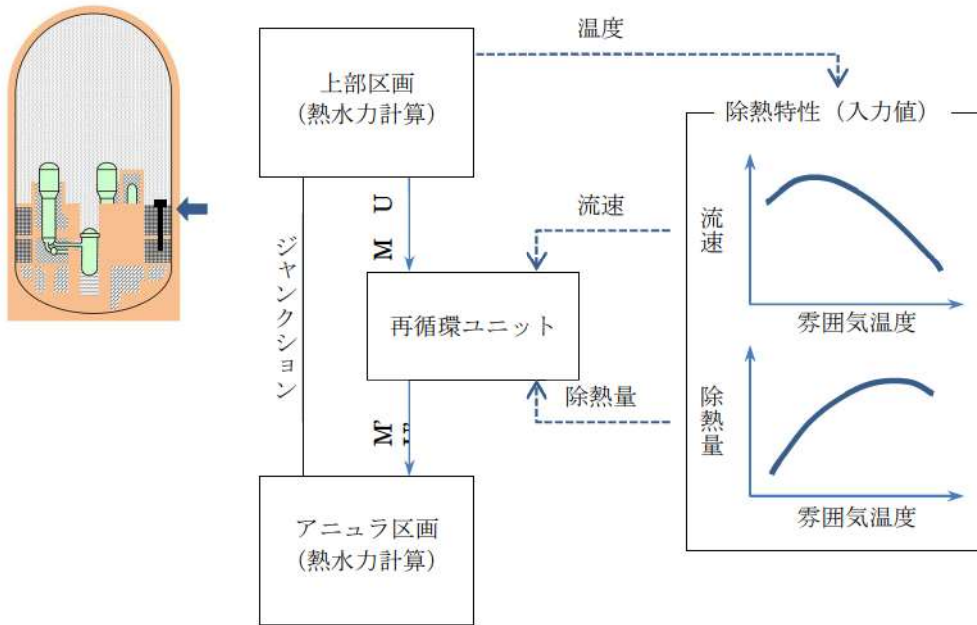 温度
上部区画
(熱水力計算)
除熱特性（入力値）
M U
流速
流速
ジャンクション
雰囲気温度
再循環ユニット
除熱量
除熱量
雰囲気温度
アニュラ区画
(熱水力計算)